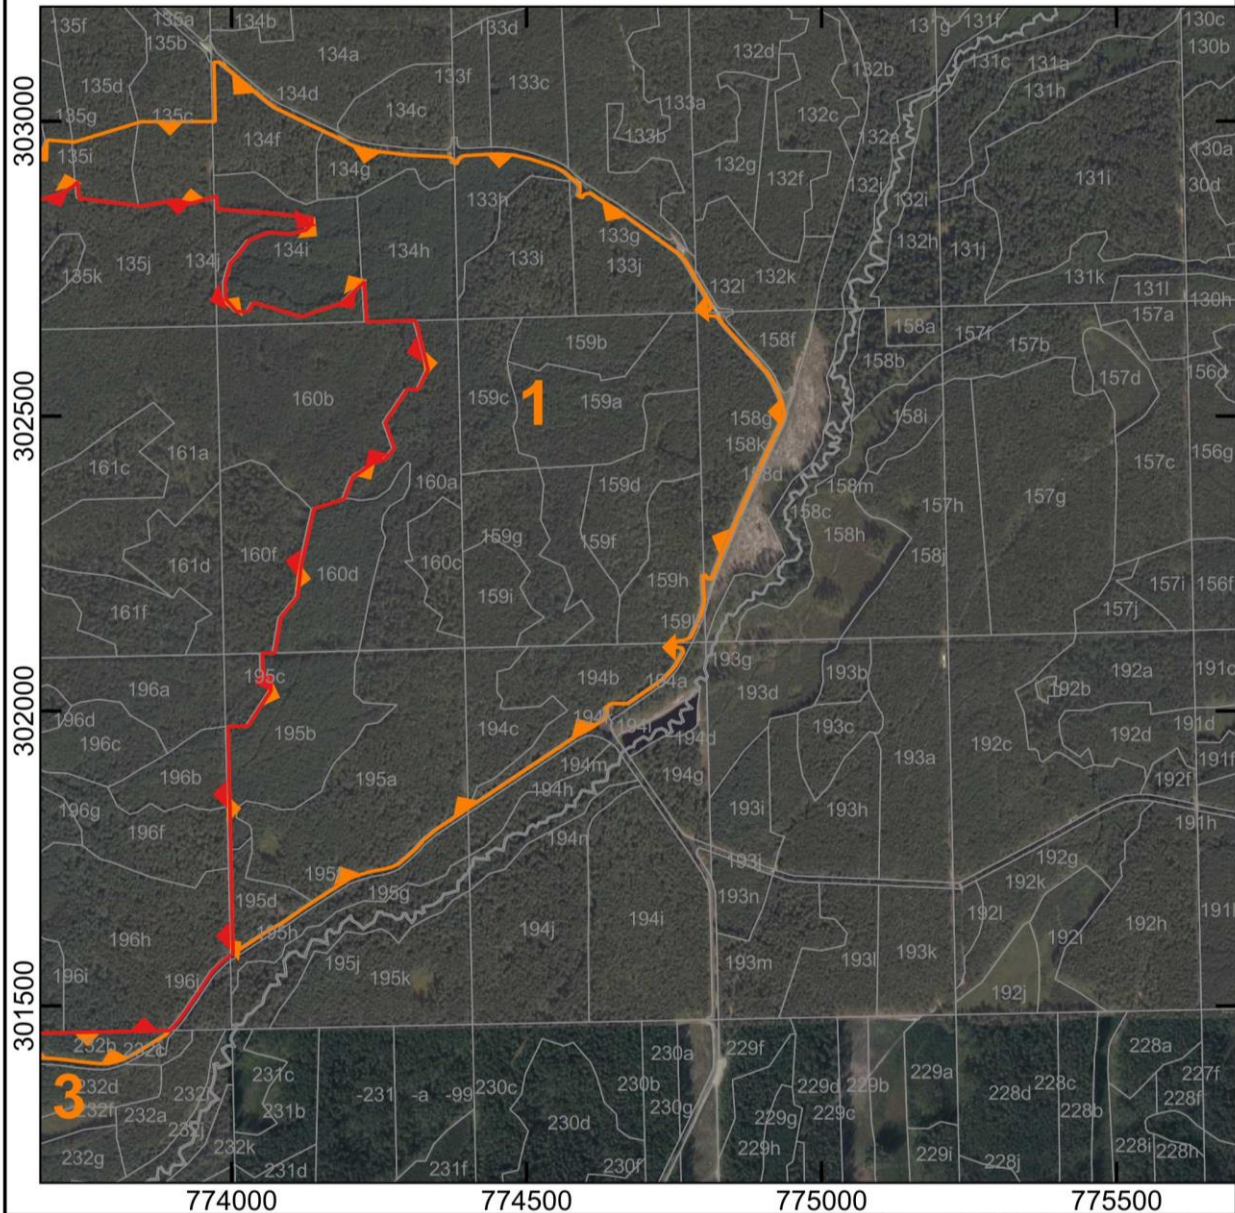 135f 135a 134b 133d 131g 131f 130c
135b 134a 132d 131c 131a 130b
135d 133f 133c 132b 131h
303000 135g 135c 134d 134c 133a 132c
133b 132a 130a
135i 134f 134g 132g 132f 132j 131i 30d
133h 132i
135k 135j 134j 134i 134h 133i 133g 133j 132k 132h 131j
132l 131k 131l 130h
159b 158f 158a 157f 157b 157a
158b 157d 156d
302500 160b 159c 1 159a 158g 158i
161c 161a 158k 157c 156g
160a 159d 158d 158m 157h 157g
161d 160f 160d 160c 159g 159f 158c 158h 158j
161f 159i 159h 157i 156f
157j
159l
196a 195c 194b 194a 193g 193b 192a 191c
302000 196d 195b 194c 193d 192b
196c 194d 193c 192c 192d 191d
196b 195a 194m 194g 193a 192f 191f
196g 196f 194h 193i 193h 191h
194n 193j 192g
195d 195g 193n 192k
196h 195h 194j 194i 193k 192l 192i 192h
196i 196j 195j 195k 193m 193l 192j
301500
232b 232c 230a 229f 228a
3 232d 231c -231 -a -99 230c 230b 229d 229b 229a 228d 228c 227f
232a 231b 230d 230g 229g 229c 228b 228f
232g 232k 231d 231f 230f 229h 229i 228j 228i 228h
774000 774500 775000 775500